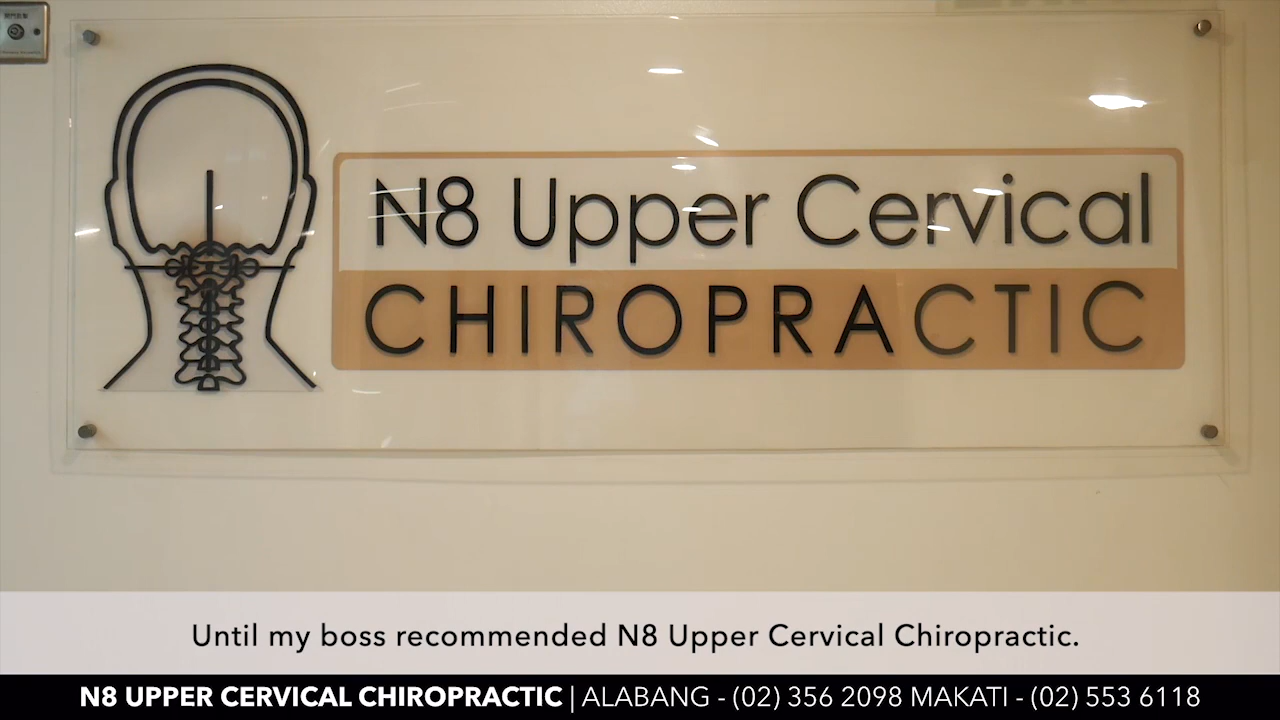 N8 Upper Cervical
CHIROPRACTIC
Until my boss recommended N8 Upper Cervical Chiropractic.
N8 UPPER CERVICAL CHIROPRACTIC | ALABANG - (02) 356 2098 MAKATI - (02) 553 6118